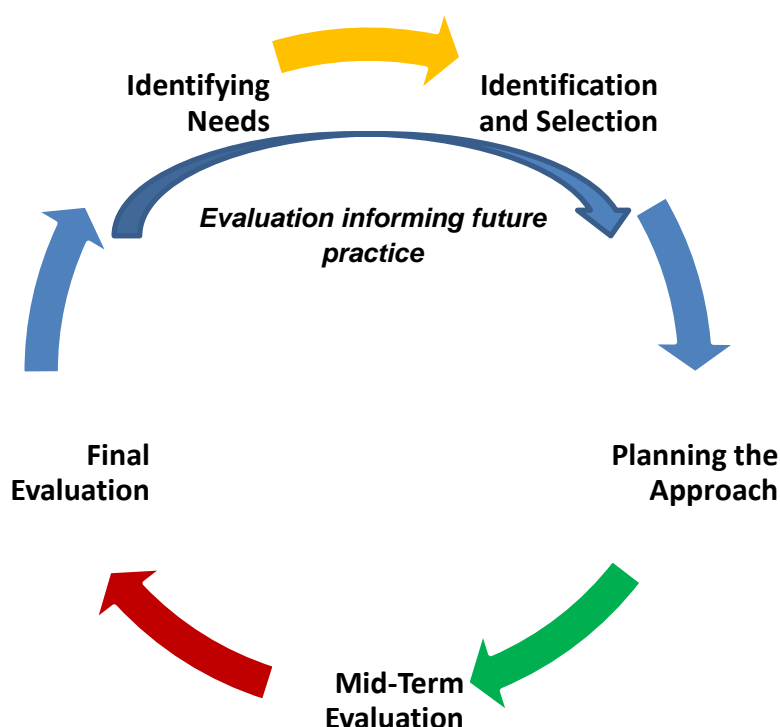 Identifying
Needs
Identification
and Selection
Evaluation informing future
practice
Planning the
Approach
Mid-Term
Evaluation
Final
Evaluation